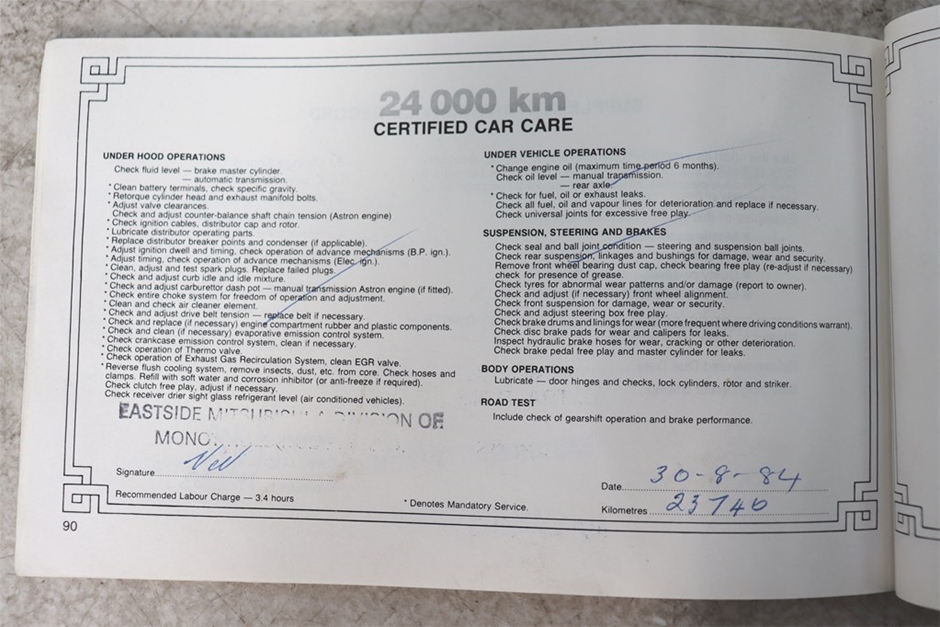 24 000 km
CERTIFIED CAR CARE
UNDER HOOD OPERATIONS
Check fluid level — brake master cylinder.
— automatic transmission.
* Clean battery terminals, check specific gravity.
* Retorque cylinder head and exhaust manifold bolts.
* Adjust valve clearances.
Check and adjust counter-balance shaft chain tension (Astron engine)
* Check ignition cables, distributor cap and rotor.
* Lubricate distributor operating parts.
* Replace distributor breaker points and condenser (if applicable).
* Adjust ignition dwell and timing, check operation of advance mechanisms (B.P. ign.).
* Adjust timing, check operation of advance mechanisms (Elec. ign.).
* Clean, adjust and test spark plugs. Replace failed plugs.
* Check and adjust curb idle and idle mixture.
* Check and adjust carburettor dash pot — manual transmission Astron engine (if fitted).
* Check entire choke system for freedom of operation and adjustment.
* Clean and check air cleaner element.
* Check and adjust drive belt tension — replace belt if necessary.
* Check and replace (if necessary) engine compartment rubber and plastic components.
* Check and clean (if necessary) evaporative emission control system.
* Check crankcase emission control system, clean if necessary.
* Check operation of Thermo valve.
* Check operation of Exhaust Gas Recirculation System, clean EGR valve.
* Reverse flush cooling system, remove insects, dust, etc. from core. Check hoses and
clamps. Refill with soft water and corrosion inhibitor (or anti-freeze if required).
Check clutch free play, adjust if necessary.
Check receiver drier sight glass refrigerant level (air conditioned vehicles).
EASTSIDE MITSUBISHI A DIVISION OF
Signature
Recommended Labour Charge — 3.4 hours
90
UNDER VEHICLE OPERATIONS
* Change engine oil (maximum time period 6 months).
Check oil level — manual transmission.
— rear axle.
* Check for fuel, oil or exhaust leaks.
Check all fuel, oil and vapour lines for deterioration and replace if necessary.
Check universal joints for excessive free play.
SUSPENSION, STEERING AND BRAKES
Check seal and ball joint condition — steering and suspension ball joints.
Check rear suspension, linkages and bushings for damage, wear and security.
Remove front wheel bearing dust cap, check bearing free play (re-adjust if necessary)
check for presence of grease.
Check tyres for abnormal wear patterns and/or damage (report to owner).
Check and adjust (if necessary) front wheel alignment.
Check front suspension for damage, wear or security.
Check and adjust steering box free play.
Check brake drums and linings for wear (more frequent where driving conditions warrant).
Check disc brake pads for wear and calipers for leaks.
Inspect hydraulic brake hoses for wear, cracking or other deterioration.
Check brake pedal free play and master cylinder for leaks.
BODY OPERATIONS
Lubricate — door hinges and checks, lock cylinders, rotor and striker.
ROAD TEST
Include check of gearshift operation and brake performance.
* Denotes Mandatory Service.
Date 30-8-84
Kilometres 23746